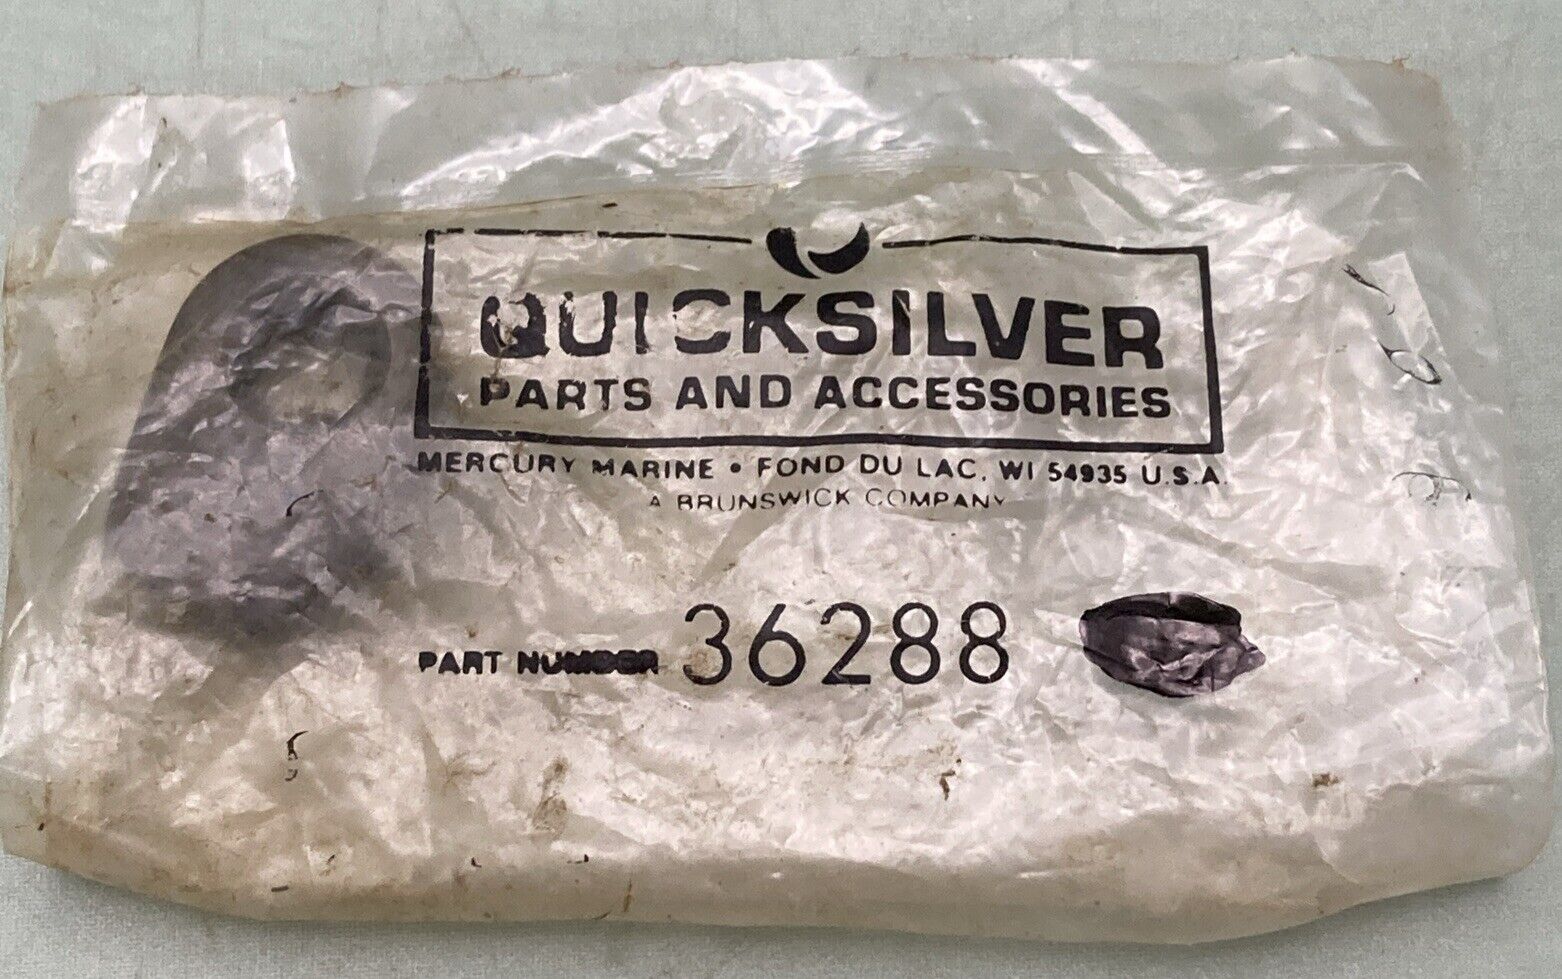 QUICKSILVER
PARTS AND ACCESSORIES
MERCURY MARINE • FOND DU LAC, WI 54935 U.S.A.
A BRUNSWICK COMPANY
PART NUMBER 36288